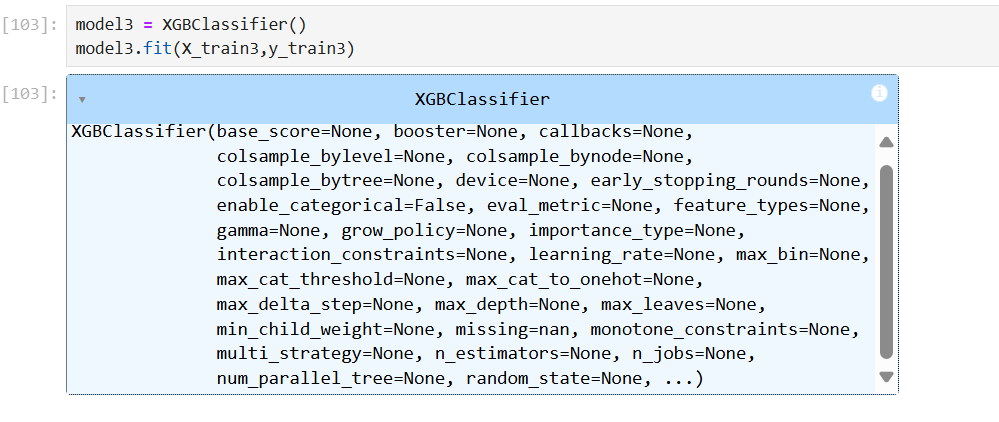 [103]: model3 = XGBClassifier()
model3.fit(X_train3,y_train3)
[103]: XGBClassifier
i
XGBClassifier(base_score=None, booster=None, callbacks=None,
colsample_bylevel=None, colsample_bynode=None,
colsample_bytree=None, device=None, early_stopping_rounds=None,
enable_categorical=False, eval_metric=None, feature_types=None,
gamma=None, grow_policy=None, importance_type=None,
interaction_constraints=None, learning_rate=None, max_bin=None,
max_cat_threshold=None, max_cat_to_onehot=None,
max_delta_step=None, max_depth=None, max_leaves=None,
min_child_weight=None, missing=nan, monotone_constraints=None,
multi_strategy=None, n_estimators=None, n_jobs=None,
num_parallel_tree=None, random_state=None, ...)